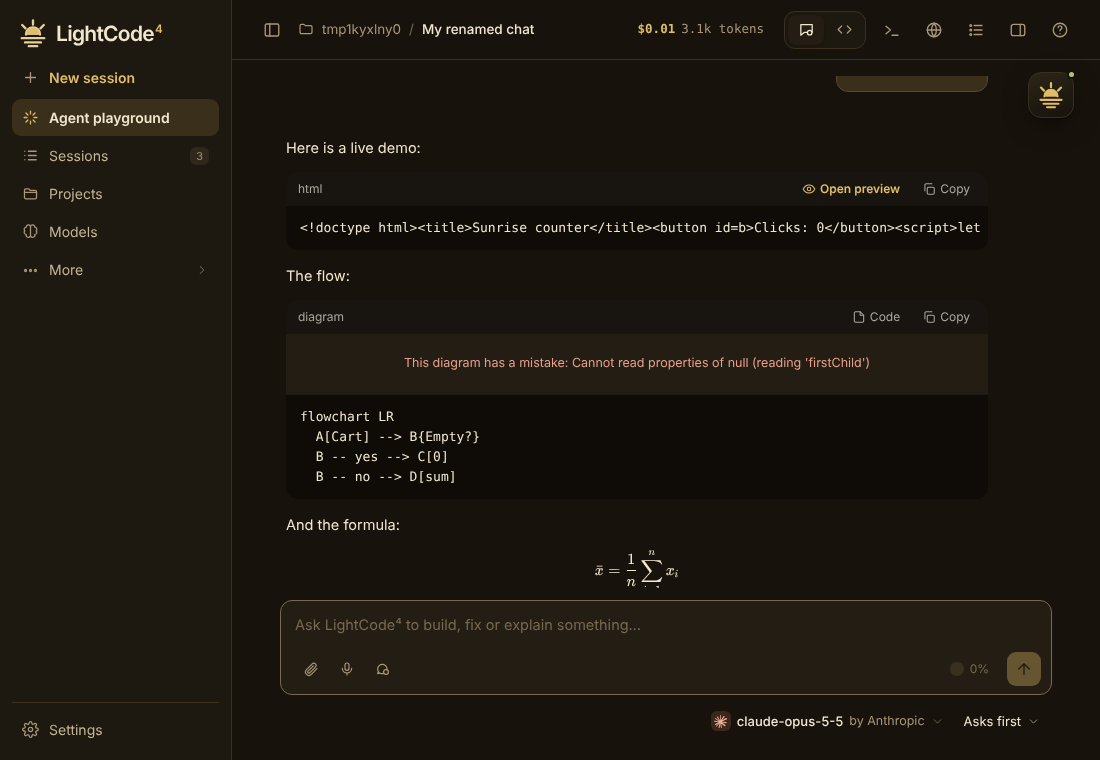 LightCode⁴
tmp1kyxlny0 / My renamed chat
$0.01 3.1k tokens
New session
Agent playground
Sessions 3
Projects
Models
More
Here is a live demo:
html Open preview Copy
<!doctype html><title>Sunrise counter</title><button id=b>Clicks: 0</button><script>let
The flow:
diagram Code Copy
This diagram has a mistake: Cannot read properties of null (reading 'firstChild')
flowchart LR
  A[Cart] --> B{Empty?}
  B -- yes --> C[0]
  B -- no --> D[sum]
And the formula:
x̄ = 1/n ∑ⁿ xᵢ
Ask LightCode⁴ to build, fix or explain something...
0%
claude-opus-5-5 by Anthropic Asks first
Settings